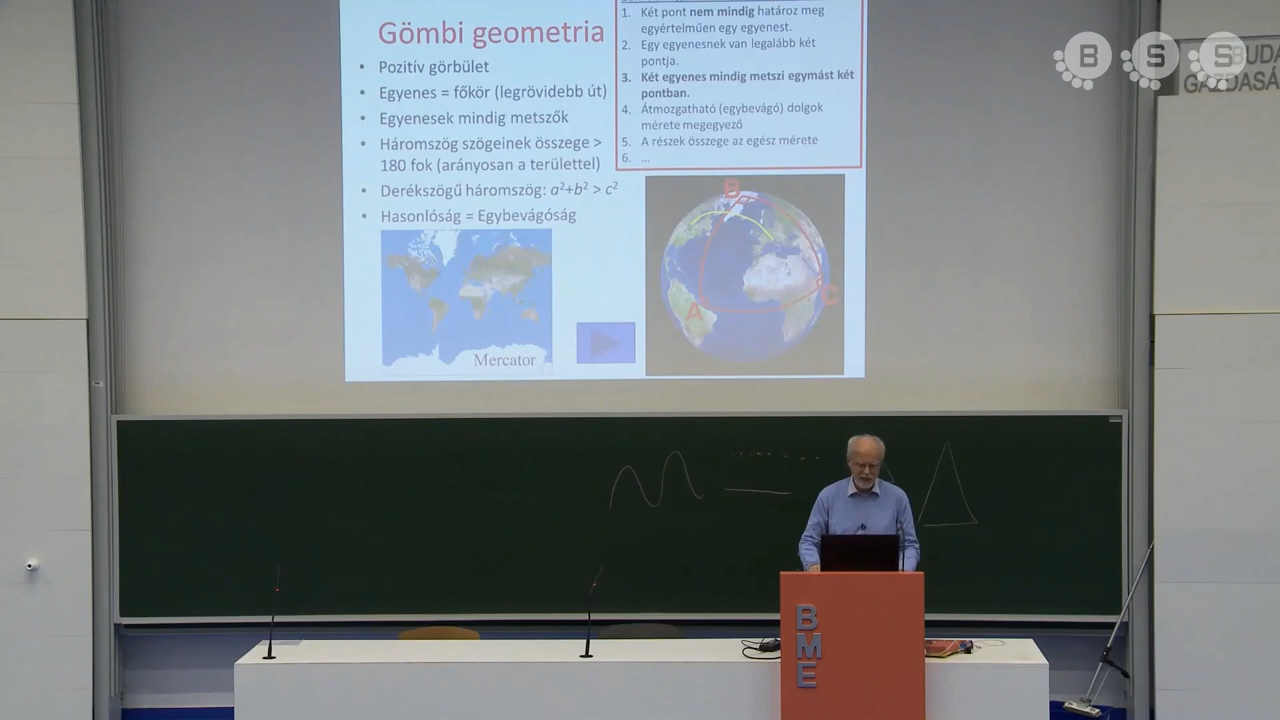 Gömbi geometria
• Pozitív görbület
• Egyenes = főkör (legrövidebb út)
• Egyenesek mindig metszők
• Háromszög szögeinek összege >
180 fok (arányosan a területtel)
• Derékszögű háromszög: a²+b² > c²
• Hasonlóság = Egybevágóság
Mercator
1. Két pont nem mindig határoz meg
egyértelműen egy egyenest.
2. Egy egyenesnek van legalább két
pontja.
3. Két egyenes mindig metszi egymást két
pontban.
4. Átmozgatható (egybevágó) dolgok
mérete megegyező
5. A részek összege az egész mérete
6. ...
B
A
C
B S S
BUDA
GAZDASÁ
BME